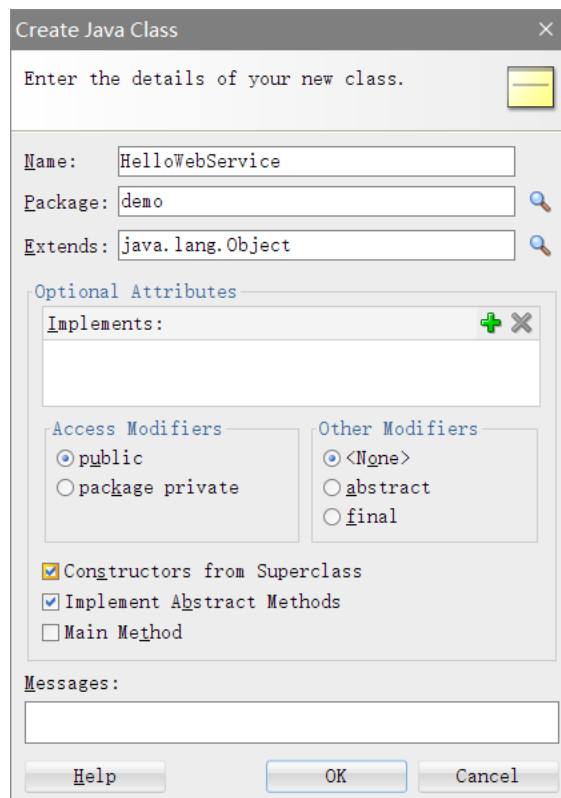 Create Java Class
Enter the details of your new class.
Name: HelloWebService
Package: demo
Extends: java.lang.Object
Optional Attributes
Implements:
Access Modifiers
public
package private
Other Modifiers
<None>
abstract
final
Constructors from Superclass
Implement Abstract Methods
Main Method
Messages:
Help OK Cancel